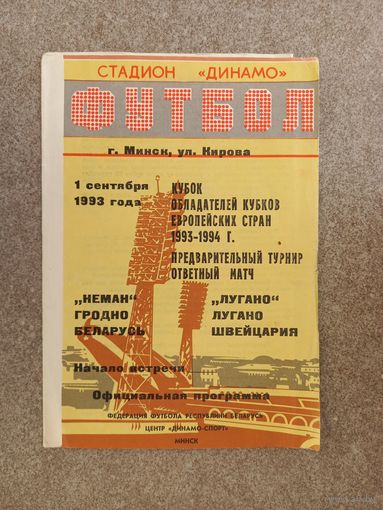 СТАДИОН «ДИНАМО»
ФУТБОЛ
г. Минск, ул. Кирова
1 сентября
1993 года
КУБОК
ОБЛАДАТЕЛЕЙ КУБКОВ
ЕВРОПЕЙСКИХ СТРАН
1993-1994 Г.
ПРЕДВАРИТЕЛЬНЫЙ ТУРНИР
ОТВЕТНЫЙ МАТЧ
„НЕМАН"
ГРОДНО
БЕЛАРУСЬ
„ЛУГАНО"
ЛУГАНО
ШВЕЙЦАРИЯ
Начало встречи
Официальная программа
ФЕДЕРАЦИЯ ФУТБОЛА РЕСПУБЛИКИ БЕЛАРУСЬ
ЦЕНТР «ДИНАМО-СПОРТ»
МИНСК